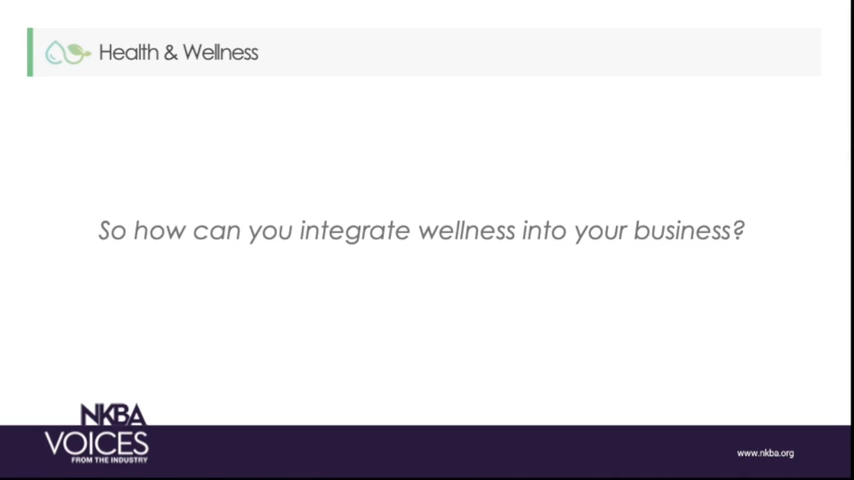 Health & Wellness
So how can you integrate wellness into your business?
NKBA
VOICES
FROM THE INDUSTRY
www.nkba.org